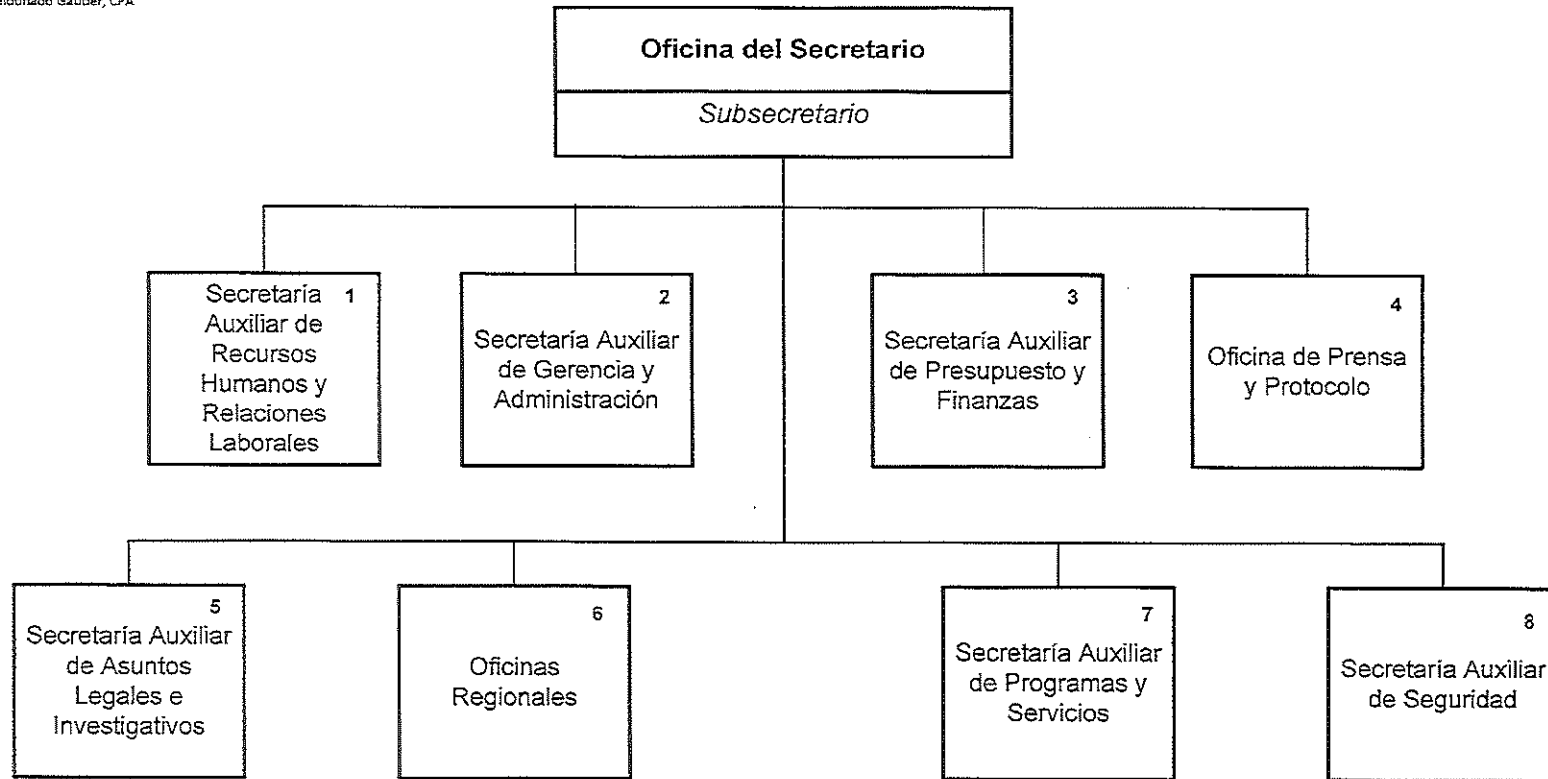 Gauder, CPA
Oficina del Secretario
Subsecretario
1
Secretaría
Auxiliar de
Recursos
Humanos y
Relaciones
Laborales
2
Secretaría Auxiliar
de Gerencia y
Administración
3
Secretaría Auxiliar
de Presupuesto y
Finanzas
4
Oficina de Prensa
y Protocolo
5
Secretaría Auxiliar
de Asuntos
Legales e
Investigativos
6
Oficinas
Regionales
7
Secretaría Auxiliar
de Programas y
Servicios
8
Secretaría Auxiliar
de Seguridad